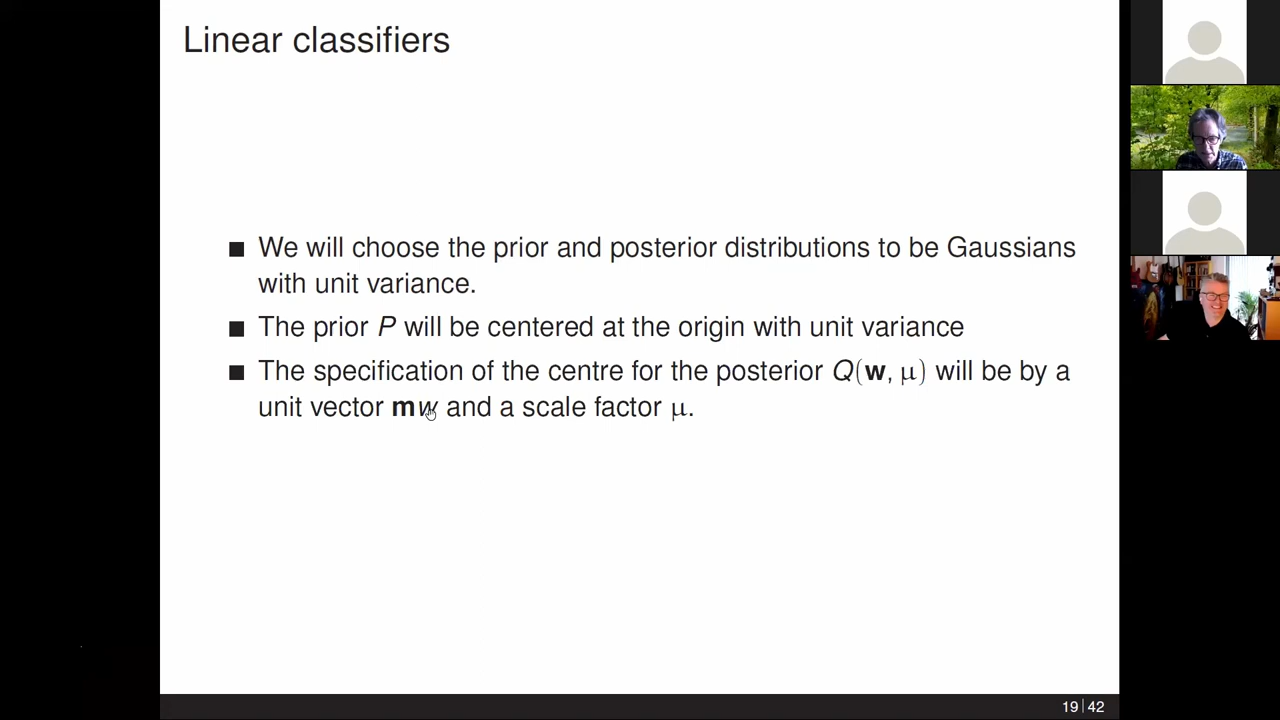 Linear classifiers
We will choose the prior and posterior distributions to be Gaussians
with unit variance.
The prior P will be centered at the origin with unit variance
The specification of the centre for the posterior Q(w, μ) will be by a
unit vector mw and a scale factor μ.
19 | 42